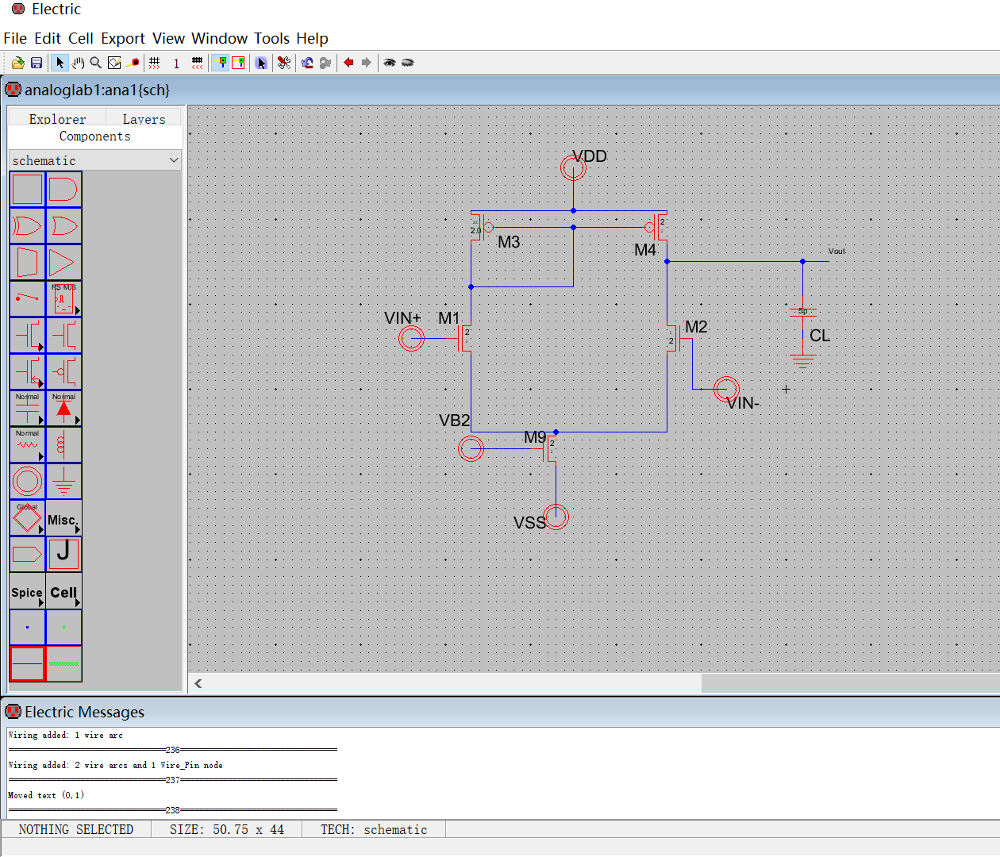 Electric
File Edit Cell Export View Window Tools Help
1
analoglab1:ana1{sch}
Explorer Layers
Components
schematic
RS M/S
Normal Normal
Normal
Global
Misc.
J
Spice Cell
VDD
2.0
M3
2
M4
Vout
VIN+
M1
2
M2
2
5p
CL
VIN-
VB2
M9
2
VSS
Electric Messages
Wiring added: 1 wire arc
236
Wiring added: 2 wire arcs and 1 Wire_Pin node
237
Moved text (0,1)
238
NOTHING SELECTED SIZE: 50.75 x 44 TECH: schematic